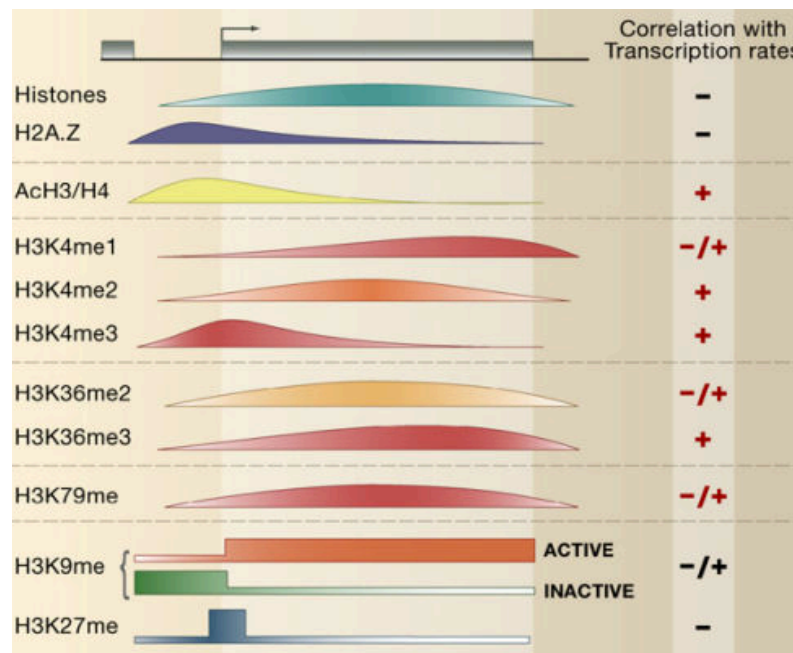 Correlation with
Transcription rates
Histones −
H2A.Z −
AcH3/H4 +
H3K4me1 −/+
H3K4me2 +
H3K4me3 +
H3K36me2 −/+
H3K36me3 +
H3K79me −/+
ACTIVE
H3K9me −/+
INACTIVE
H3K27me −